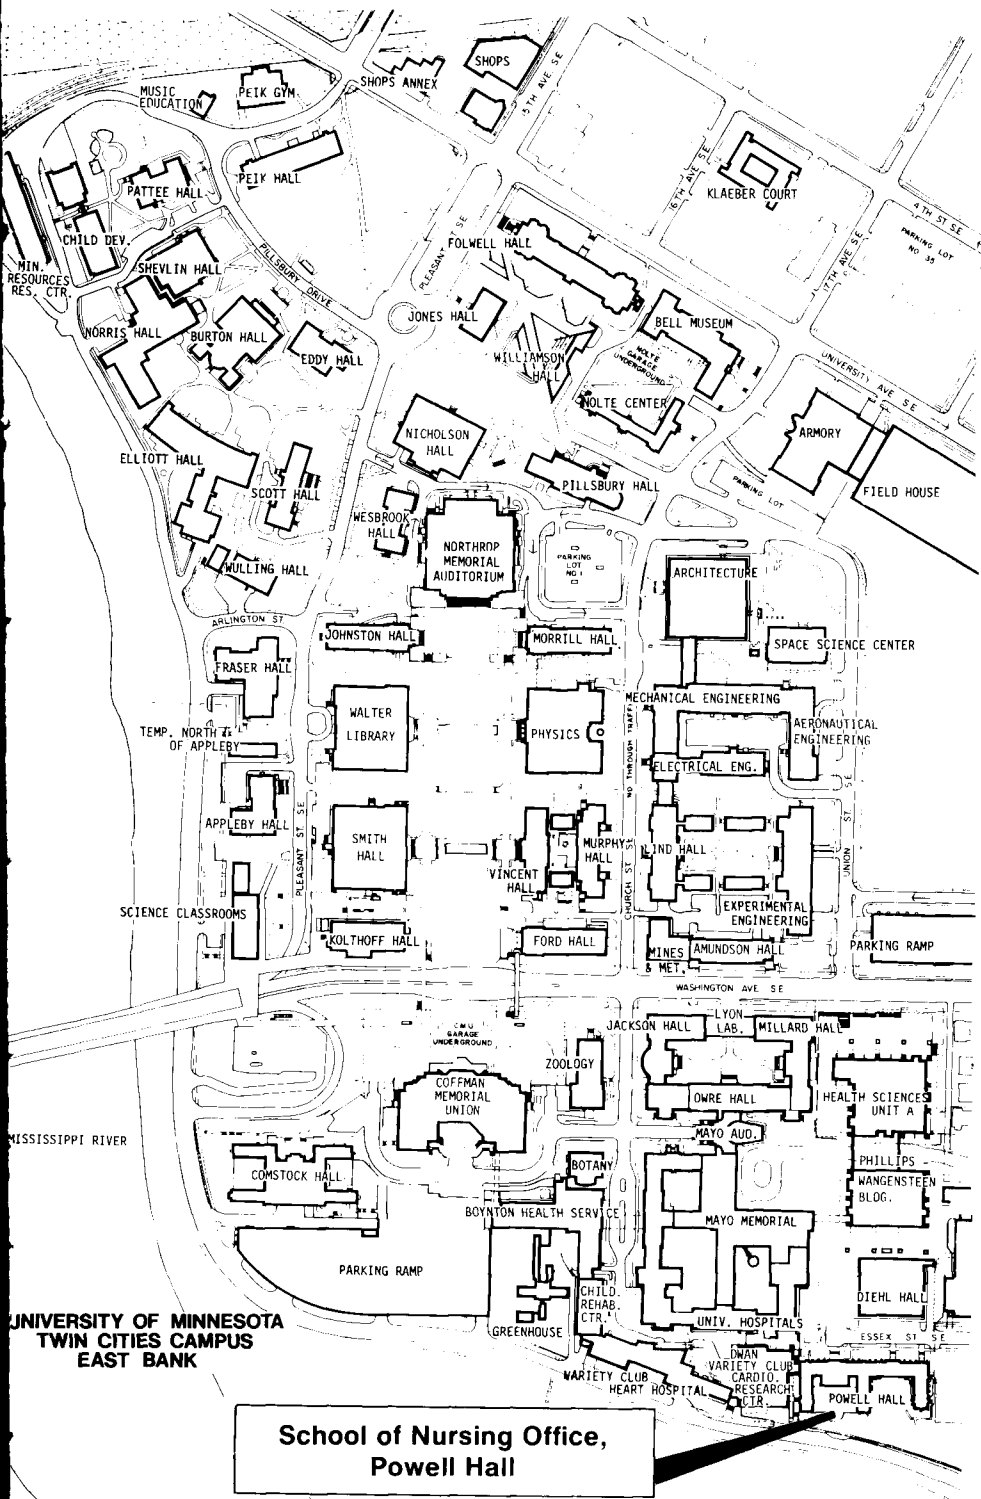 SHOPS
SHOPS ANNEX
5TH AVE SE
MUSIC
EDUCATION
PEIK GYM
PEIK HALL
PATTEE HALL
CHILD DEV.
MIN.
RESOURCES
RES. CTR.
SHEVLIN HALL
PILLSBURY DRIVE
NORRIS HALL
BURTON HALL
EDDY HALL
PLEASANT ST SE
FOLWELL HALL
JONES HALL
WILLIAMSON
HALL
16TH AVE SE
KLAEBER COURT
17TH AVE SE
4TH ST SE
PARKING LOT
NO 35
BELL MUSEUM
NOLTE
GARAGE
UNDERGROUND
NOLTE CENTER
UNIVERSITY AVE SE
ARMORY
FIELD HOUSE
PARKING LOT
ELLIOTT HALL
SCOTT HALL
NICHOLSON
HALL
PILLSBURY HALL
WESBROOK
HALL
WULLING HALL
NORTHROP
MEMORIAL
AUDITORIUM
PARKING
LOT
NO 1
ARCHITECTURE
ARLINGTON ST
JOHNSTON HALL
MORRILL HALL
SPACE SCIENCE CENTER
FRASER HALL
MECHANICAL ENGINEERING
WALTER
LIBRARY
PHYSICS
NO THROUGH TRAFFIC
AERONAUTICAL
ENGINEERING
TEMP. NORTH
OF APPLEBY
ELECTRICAL ENG.
APPLEBY HALL
PLEASANT ST SE
SMITH
HALL
VINCENT
HALL
MURPHY
HALL
CHURCH ST SE
LIND HALL
UNION ST SE
EXPERIMENTAL
ENGINEERING
SCIENCE CLASSROOMS
KOLTHOFF HALL
FORD HALL
MINES
& MET.
AMUNDSON HALL
PARKING RAMP
WASHINGTON AVE SE
CMU
GARAGE
UNDERGROUND
JACKSON HALL
LYON
LAB.
MILLARD HALL
ZOOLOGY
COFFMAN
MEMORIAL
UNION
OWRE HALL
HEALTH SCIENCES
UNIT A
MAYO AUD.
MISSISSIPPI RIVER
COMSTOCK HALL
BOTANY
PHILLIPS
WANGENSTEEN
BLDG.
BOYNTON HEALTH SERVICE
MAYO MEMORIAL
PARKING RAMP
CHILD.
REHAB.
CTR.
DIEHL HALL
GREENHOUSE
UNIV. HOSPITALS
ESSEX ST SE
UNIVERSITY OF MINNESOTA
TWIN CITIES CAMPUS
EAST BANK
VARIETY CLUB
HEART HOSPITAL
DWAN
VARIETY CLUB
CARDIO.
RESEARCH
CTR.
POWELL HALL
School of Nursing Office,
Powell Hall